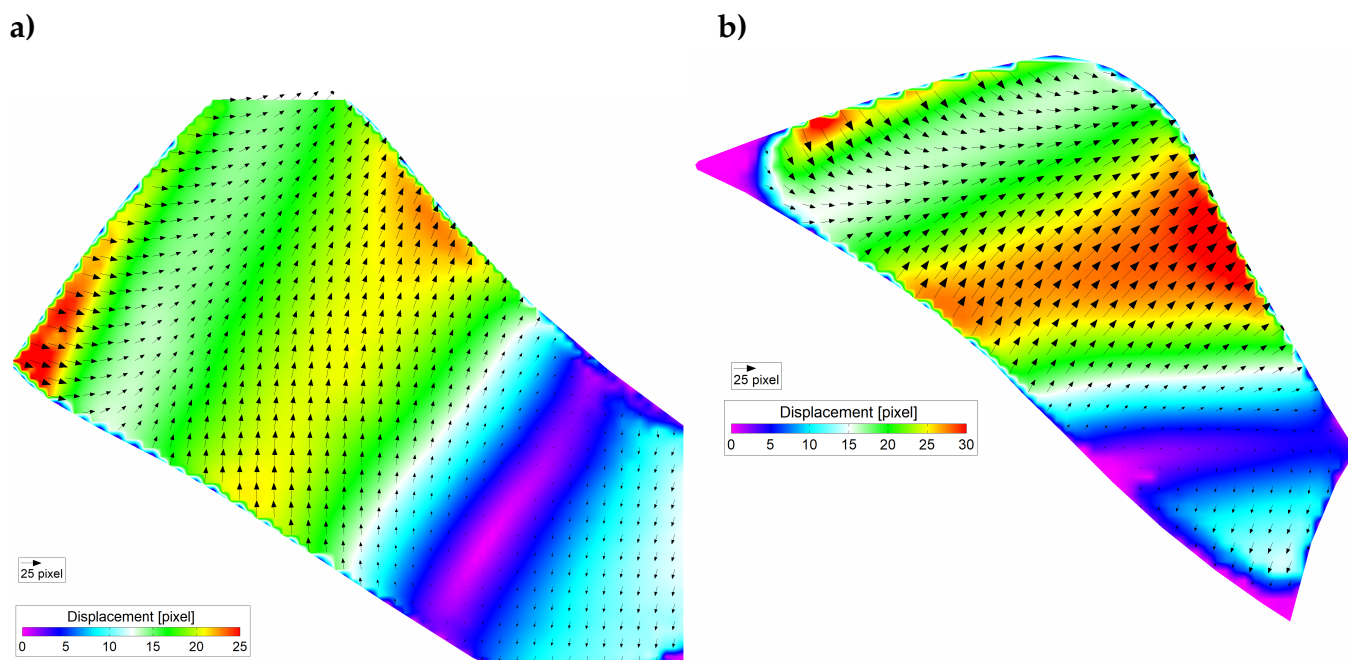 a)
25 pixel
Displacement [pixel]
0 5 10 15 20 25
b)
25 pixel
Displacement [pixel]
0 5 10 15 20 25 30